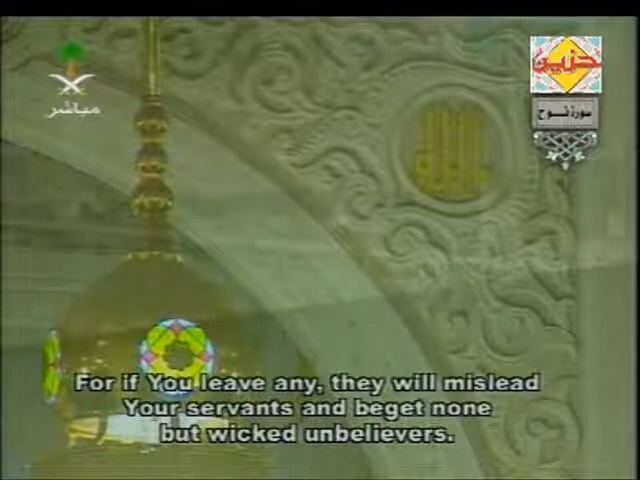 مباشر
حزين
سورة نوح
For if You leave any, they will mislead
Your servants and beget none
but wicked unbelievers.